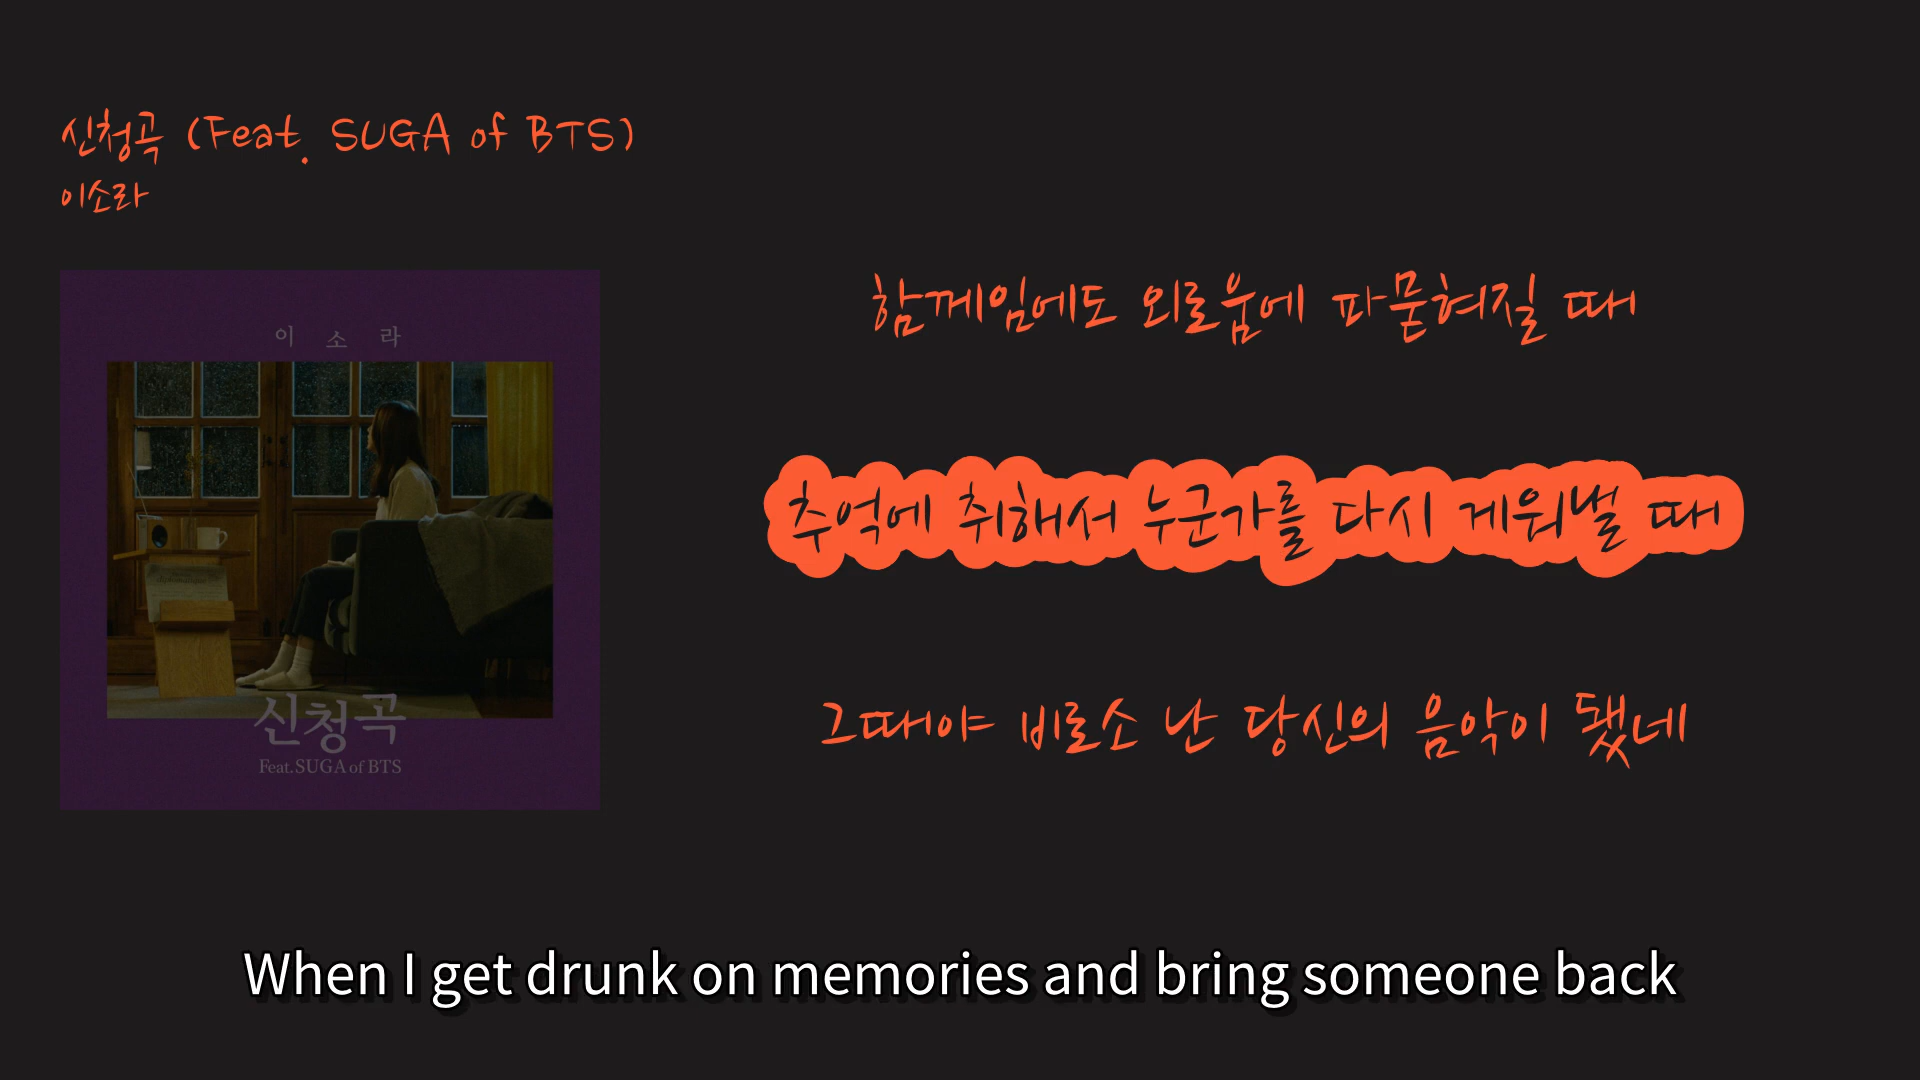 신청곡 (Feat. SUGA of BTS)
이소라
이 소 라
신청곡
Feat. SUGA of BTS
함께임에도 외로움에 파묻혀질 때
추억에 취해서 누군가를 다시 게워낼 때
그때야 비로소 난 당신의 음악이 됐네
When I get drunk on memories and bring someone back